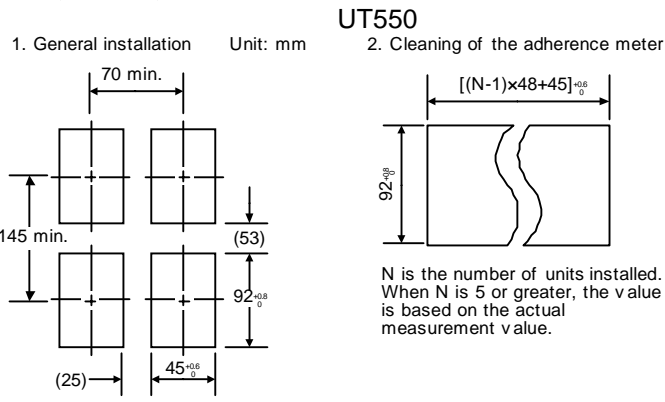 UT550
1. General installation Unit: mm
70 min.
145 min.
(53)
92+0.8 0
(25)
45+0.6 0
2. Cleaning of the adherence meter
[(N-1)×48+45]+0.6 0
92+0.8 0
N is the number of units installed.
When N is 5 or greater, the value
is based on the actual
measurement value.